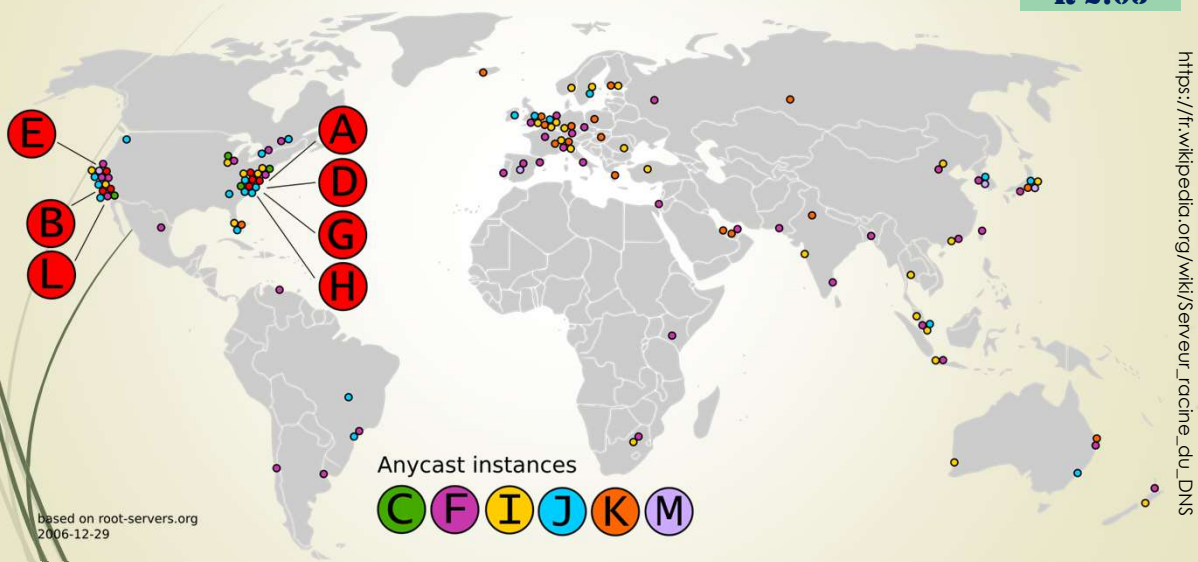 https://fr.wikipedia.org/wiki/Serveur_racine_du_DNS
E
A
D
B
G
L
H
Anycast instances
C F I J K M
based on root-servers.org
2006-12-29